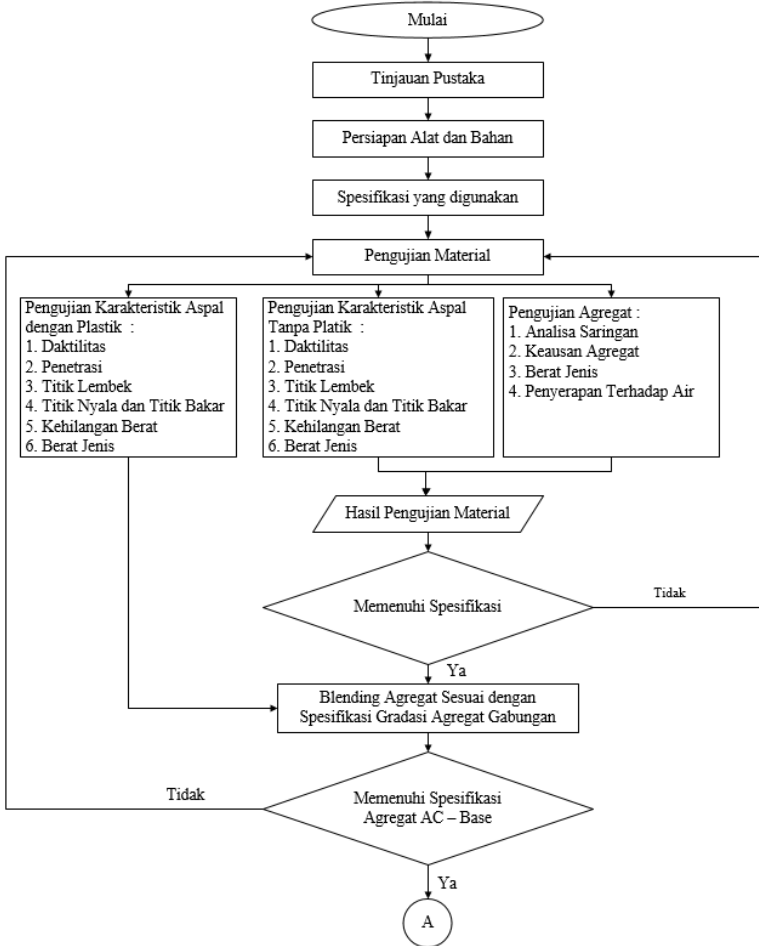 Mulai
Tinjauan Pustaka
Persiapan Alat dan Bahan
Spesifikasi yang digunakan
Pengujian Material
Pengujian Karakteristik Aspal
dengan Plastik :
1. Daktilitas
2. Penetrasi
3. Titik Lembek
4. Titik Nyala dan Titik Bakar
5. Kehilangan Berat
6. Berat Jenis
Pengujian Karakteristik Aspal
Tanpa Platik :
1. Daktilitas
2. Penetrasi
3. Titik Lembek
4. Titik Nyala dan Titik Bakar
5. Kehilangan Berat
6. Berat Jenis
Pengujian Agregat :
1. Analisa Saringan
2. Keausan Agregat
3. Berat Jenis
4. Penyerapan Terhadap Air
Hasil Pengujian Material
Memenuhi Spesifikasi
Tidak
Ya
Blending Agregat Sesuai dengan
Spesifikasi Gradasi Agregat Gabungan
Tidak
Memenuhi Spesifikasi
Agregat AC – Base
Ya
A